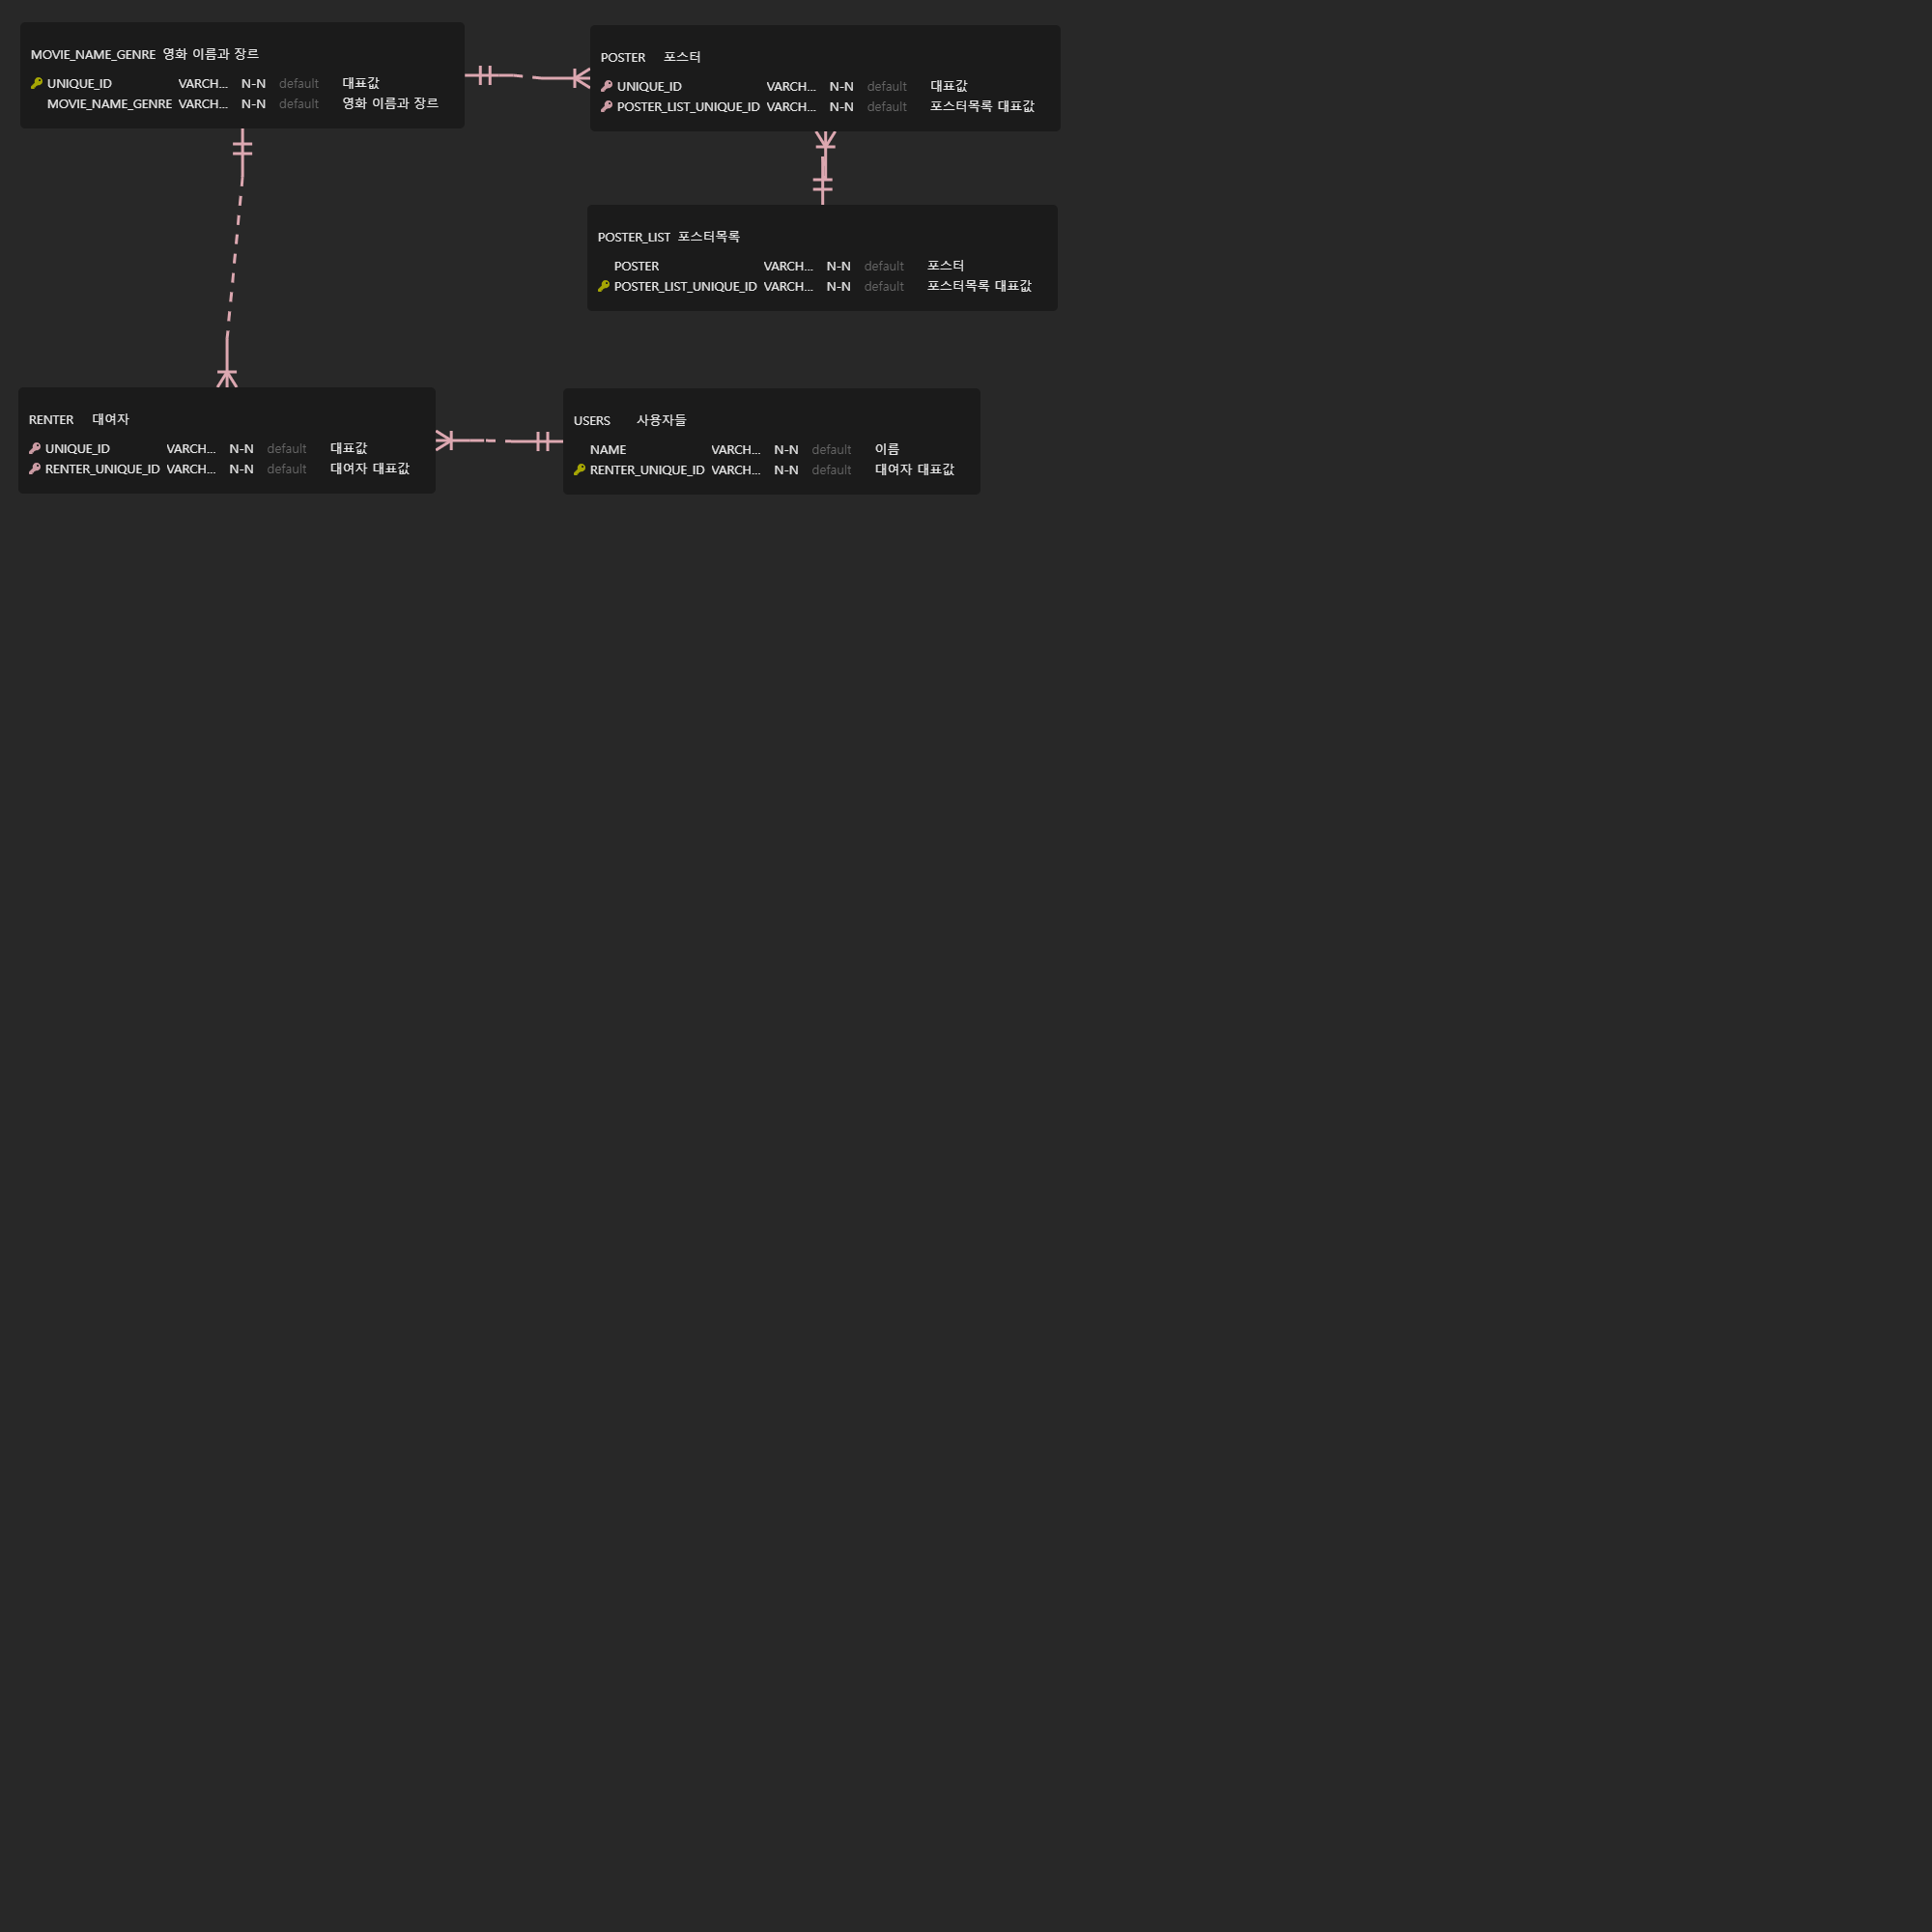 MOVIE_NAME_GENRE 영화 이름과 장르
UNIQUE_ID VARCH... N-N default 대표값
MOVIE_NAME_GENRE VARCH... N-N default 영화 이름과 장르
POSTER 포스터
UNIQUE_ID VARCH... N-N default 대표값
POSTER_LIST_UNIQUE_ID VARCH... N-N default 포스터목록 대표값
POSTER_LIST 포스터목록
POSTER VARCH... N-N default 포스터
POSTER_LIST_UNIQUE_ID VARCH... N-N default 포스터목록 대표값
RENTER 대여자
UNIQUE_ID VARCH... N-N default 대표값
RENTER_UNIQUE_ID VARCH... N-N default 대여자 대표값
USERS 사용자들
NAME VARCH... N-N default 이름
RENTER_UNIQUE_ID VARCH... N-N default 대여자 대표값